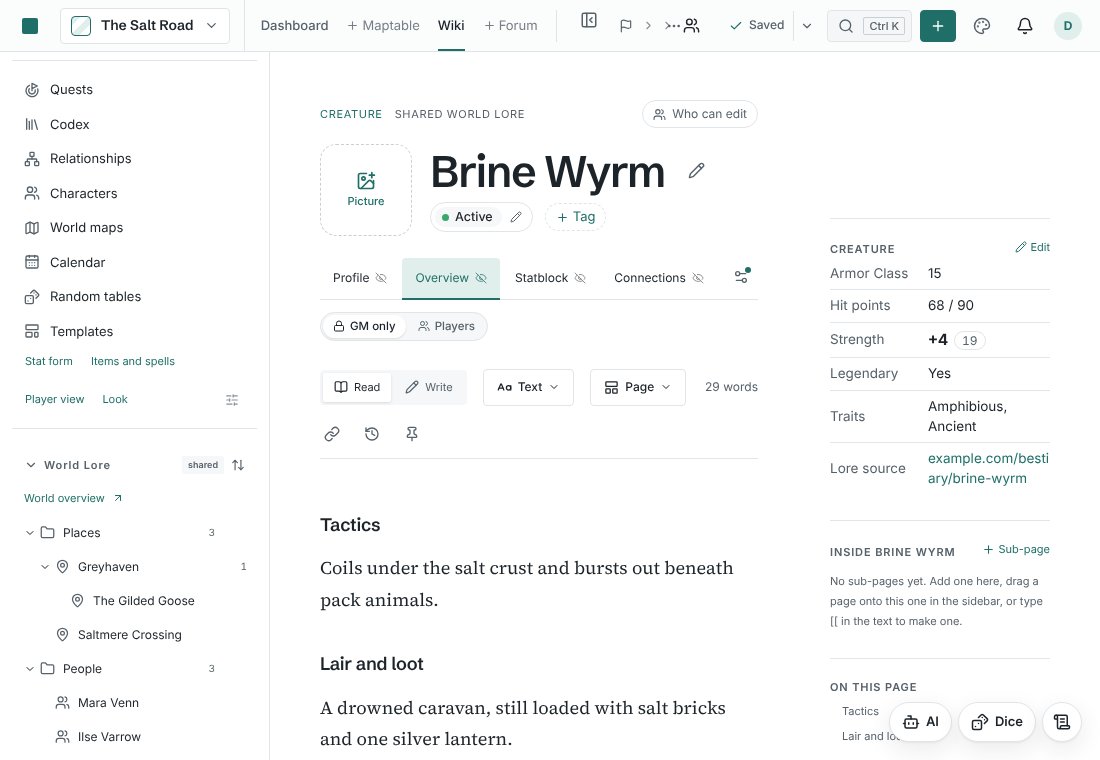 The Salt Road
Dashboard
Maptable
Wiki
Forum
Saved
Ctrl K
D
Quests
Codex
Relationships
Characters
World maps
Calendar
Random tables
Templates
Stat form Items and spells
Player view Look
World Lore shared
World overview
Places 3
Greyhaven 1
The Gilded Goose
Saltmere Crossing
People 3
Mara Venn
Ilse Varrow
CREATURE SHARED WORLD LORE Who can edit
Picture
Brine Wyrm
Active + Tag
Profile Overview Statblock Connections
GM only Players
Read Write Aa Text Page 29 words
Tactics
Coils under the salt crust and bursts out beneath
pack animals.
Lair and loot
A drowned caravan, still loaded with salt bricks
and one silver lantern.
CREATURE Edit
Armor Class 15
Hit points 68 / 90
Strength +4 19
Legendary Yes
Traits Amphibious,
Ancient
Lore source example.com/besti
ary/brine-wyrm
INSIDE BRINE WYRM + Sub-page
No sub-pages yet. Add one here, drag a
page onto this one in the sidebar, or type
[[ in the text to make one.
ON THIS PAGE
Tactics
Lair and
AI Dice